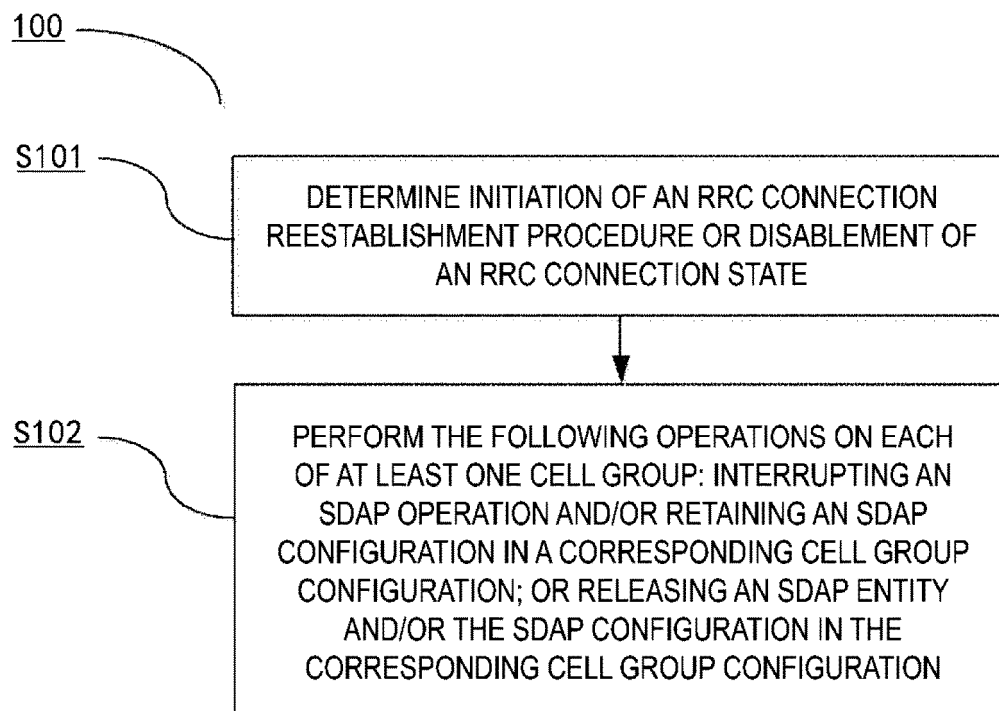 100
S101
DETERMINE INITIATION OF AN RRC CONNECTION
REESTABLISHMENT PROCEDURE OR DISABLEMENT OF
AN RRC CONNECTION STATE
S102
PERFORM THE FOLLOWING OPERATIONS ON EACH
OF AT LEAST ONE CELL GROUP: INTERRUPTING AN
SDAP OPERATION AND/OR RETAINING AN SDAP
CONFIGURATION IN A CORRESPONDING CELL GROUP
CONFIGURATION; OR RELEASING AN SDAP ENTITY
AND/OR THE SDAP CONFIGURATION IN THE
CORRESPONDING CELL GROUP CONFIGURATION